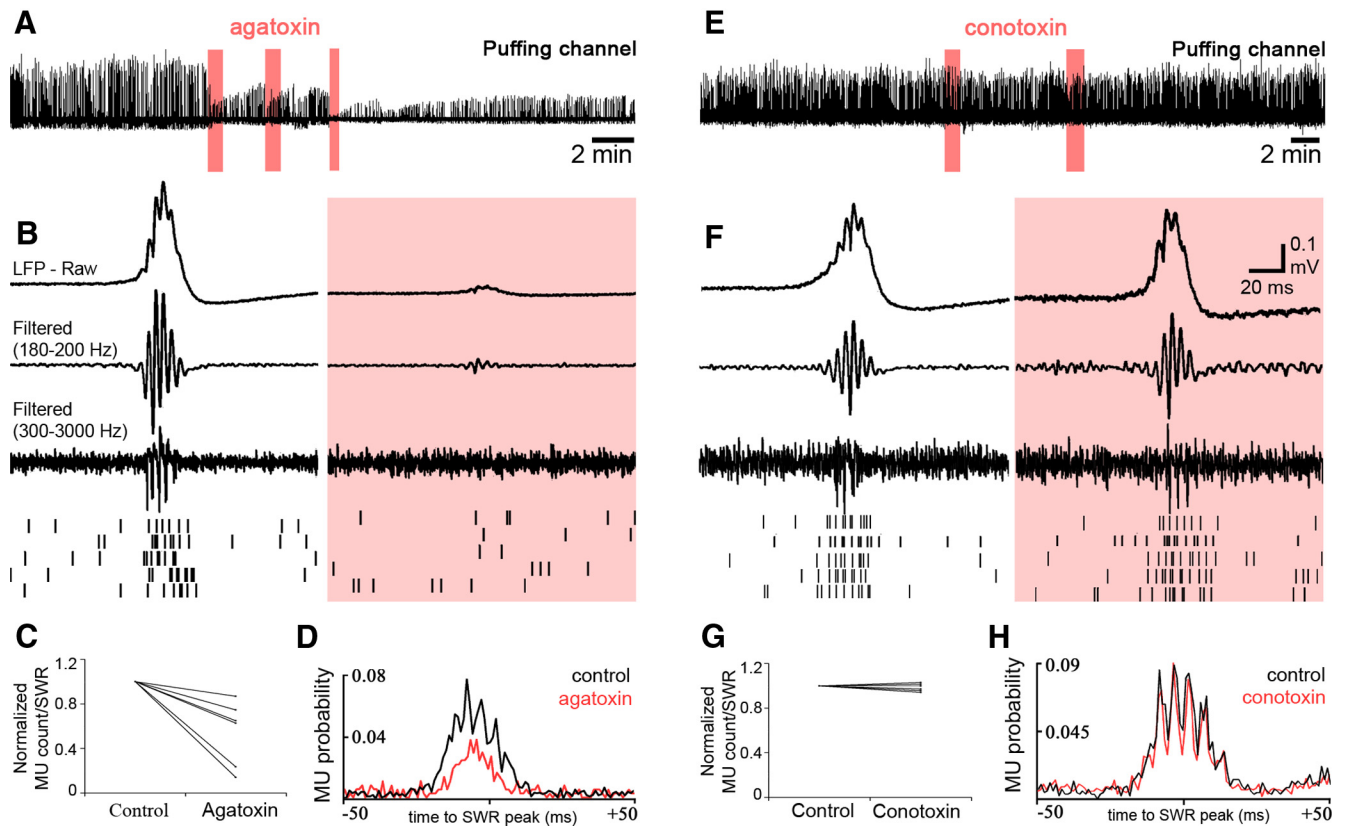 A
agatoxin
Puffing channel
2 min
B
LFP - Raw
Filtered
(180-200 Hz)
Filtered
(300-3000 Hz)
C
Normalized
MU count/SWR
1.2
0.8
0.4
0
Control
Agatoxin
D
MU probability
0.08
0.04
control
agatoxin
-50
time to SWR peak (ms)
+50
E
conotoxin
Puffing channel
2 min
F
0.1
mV
20 ms
G
Normalized
MU count/SWR
1.2
0.8
0.4
0
Control
Conotoxin
H
MU probability
0.09
0.045
control
conotoxin
-50
time to SWR peak (ms)
+50